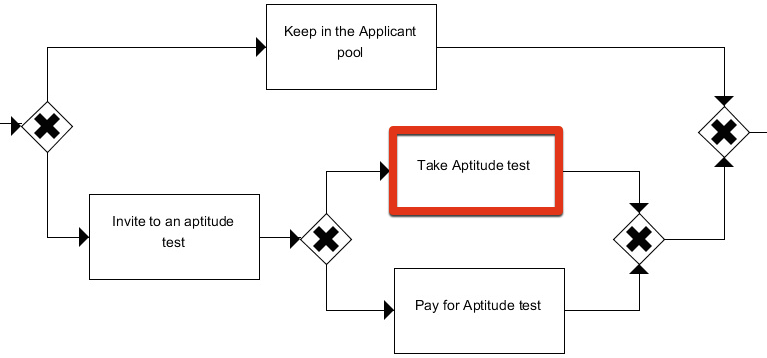 Keep in the Applicant
pool
Take Aptitude test
Invite to an aptitude
test
Pay for Aptitude test